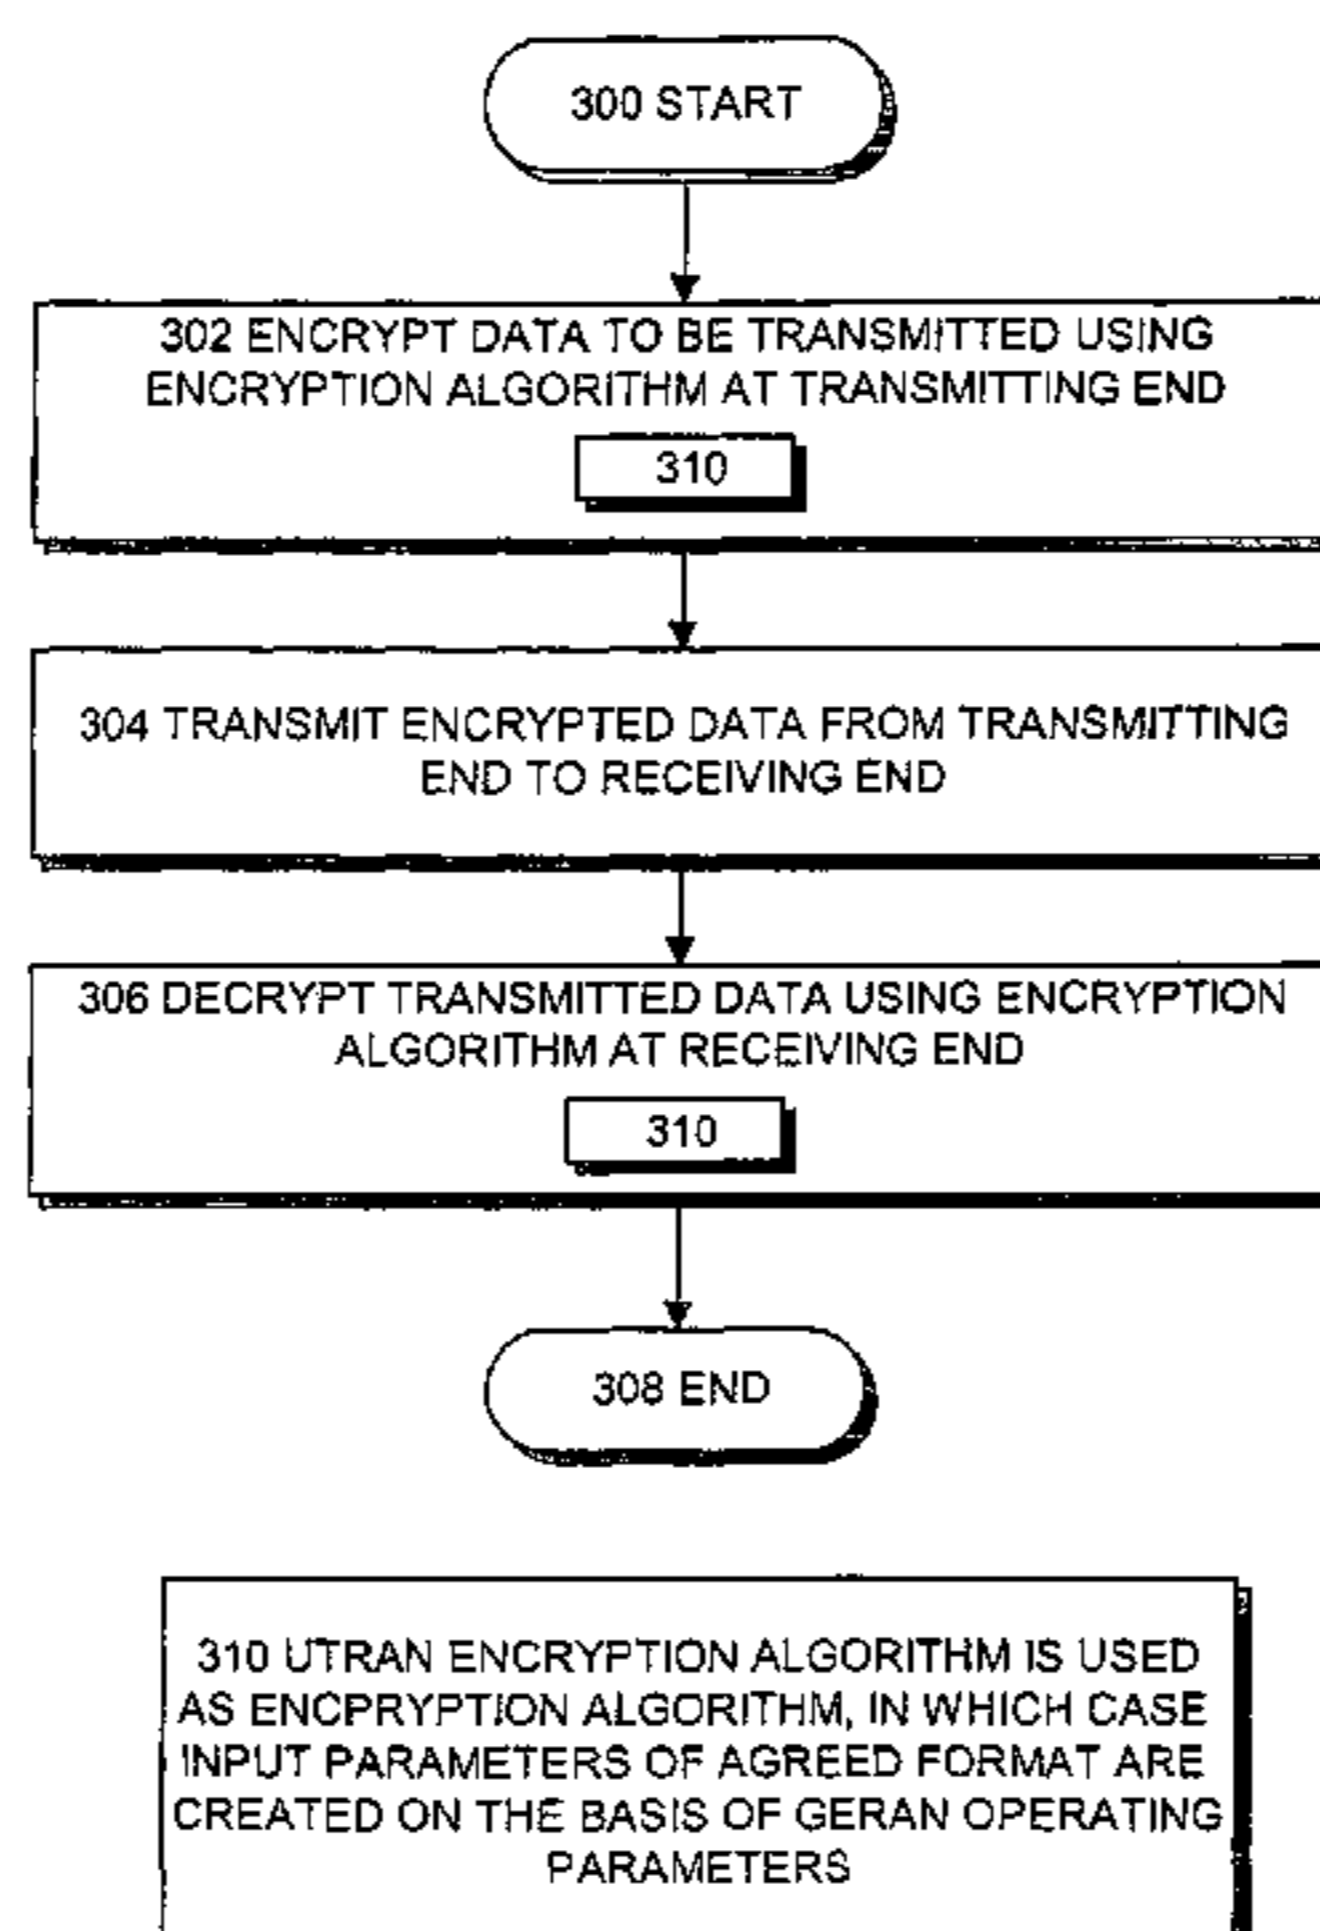 300 START
302 ENCRYPT DATA TO BE TRANSMITTED USING
ENCRYPTION ALGORITHM AT TRANSMITTING END
310
304 TRANSMIT ENCRYPTED DATA FROM TRANSMITTING
END TO RECEIVING END
306 DECRYPT TRANSMITTED DATA USING ENCRYPTION
ALGORITHM AT RECEIVING END
310
308 END
310 UTRAN ENCRYPTION ALGORITHM IS USED
AS ENCPRYPTION ALGORITHM, IN WHICH CASE
INPUT PARAMETERS OF AGREED FORMAT ARE
CREATED ON THE BASIS OF GERAN OPERATING
PARAMETERS